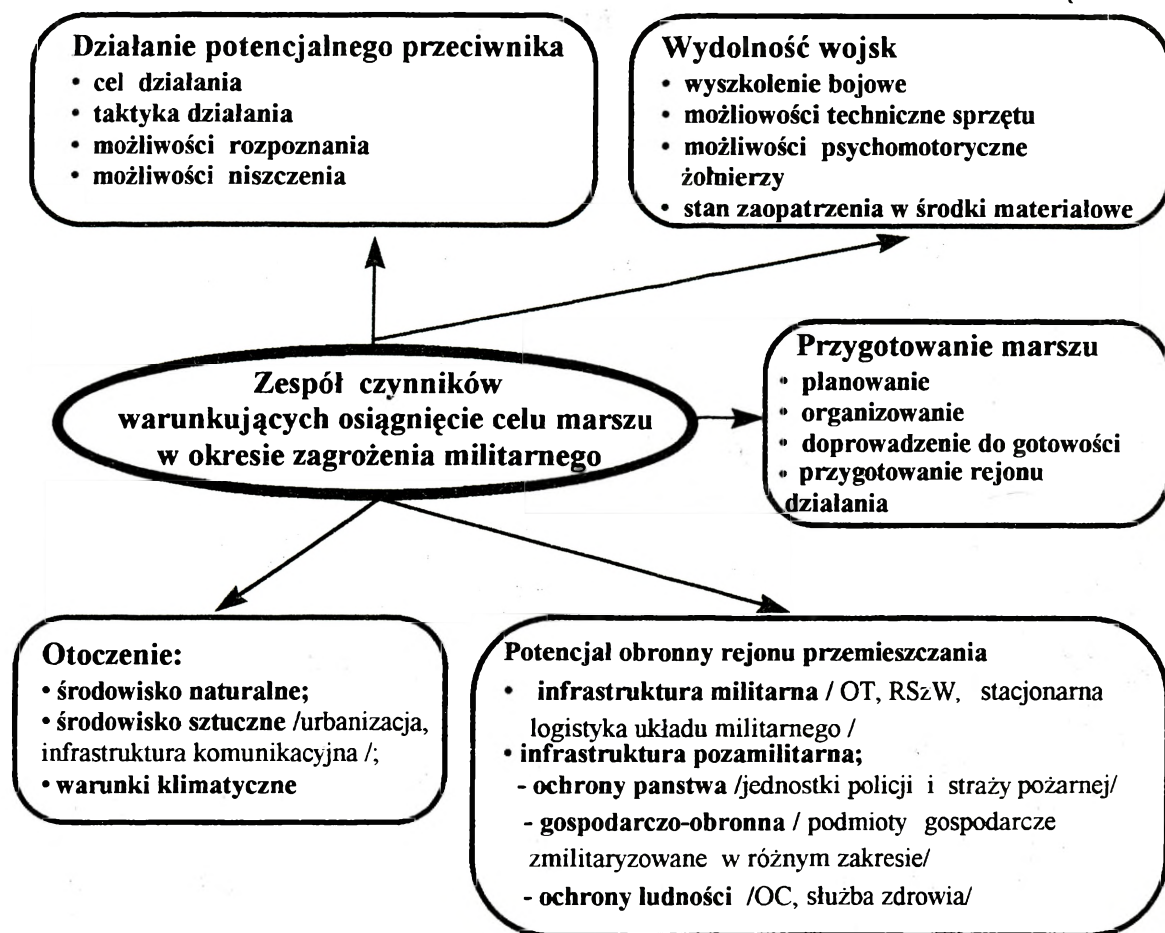 Działanie potencjalnego przeciwnika
• cel działania
• taktyka działania
• możliwości rozpoznania
• możliwości niszczenia
Wydolność wojsk
• wyszkolenie bojowe
• możliowości techniczne sprzętu
• możliwości psychomotoryczne
żołnierzy
• stan zaopatrzenia w środki materiałowe
Zespół czynników
warunkujących osiągnięcie celu marszu
w okresie zagrożenia militarnego
Przygotowanie marszu
• planowanie
• organizowanie
• doprowadzenie do gotowości
• przygotowanie rejonu
działania
Otoczenie:
• środowisko naturalne;
• środowisko sztuczne /urbanizacja,
infrastruktura komunikacyjna /;
• warunki klimatyczne
Potencjał obronny rejonu przemieszczania
• infrastruktura militarna / OT, RSzW, stacjonarna
logistyka układu militarnego /
• infrastruktura pozamilitarna;
- ochrony panstwa /jednostki policji i straży pożarnej/
- gospodarczo-obronna / podmioty gospodarcze
zmilitaryzowane w różnym zakresie/
- ochrony ludności /OC, służba zdrowia/